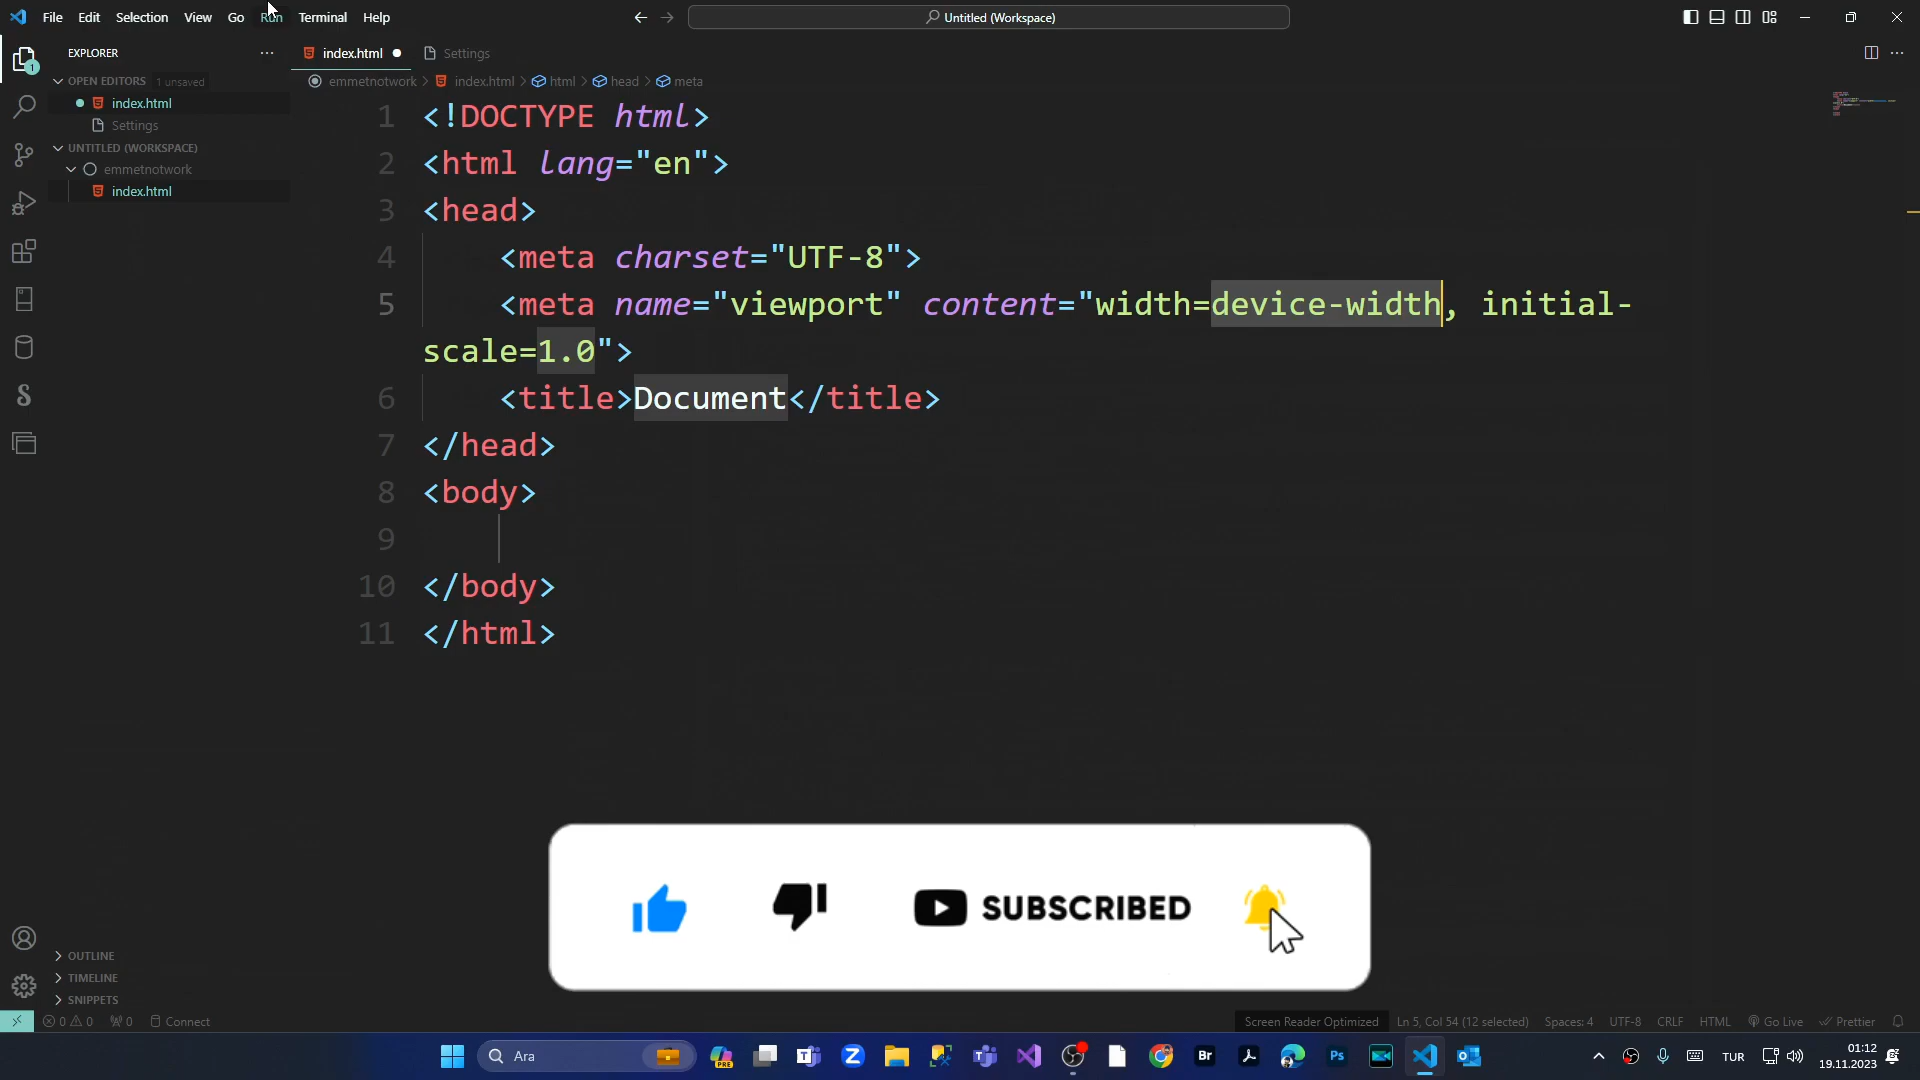 File Edit Selection View Go Run Terminal Help
Untitled (Workspace)
EXPLORER
index.html
Settings
OPEN EDITORS 1 unsaved
emmetnotwork > index.html > html > head > meta
index.html
Settings
UNTITLED (WORKSPACE)
emmetnotwork
index.html
1 <!DOCTYPE html>
2 <html lang="en">
3 <head>
4 <meta charset="UTF-8">
5 <meta name="viewport" content="width=device-width, initial-
scale=1.0">
6 <title>Document</title>
7 </head>
8 <body>
9
10 </body>
11 </html>
SUBSCRIBED
OUTLINE
TIMELINE
SNIPPETS
0 0 0 Connect
Screen Reader Optimized Ln 5, Col 54 (12 selected) Spaces: 4 UTF-8 CRLF HTML Go Live Prettier
Ara
PRE
Br
Ps
TUR
01:12
19.11.2023